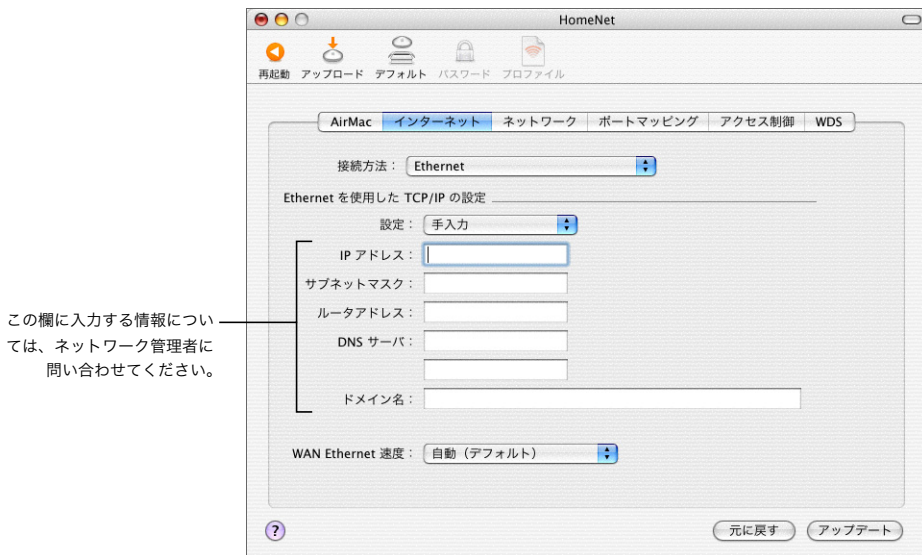 HomeNet
再起動 アップロード デフォルト パスワード プロファイル
AirMac インターネット ネットワーク ポートマッピング アクセス制御 WDS
接続方法： Ethernet
Ethernet を使用した TCP/IP の設定
設定： 手入力
IP アドレス：
サブネットマスク：
ルータアドレス：
DNS サーバ：
ドメイン名：
この欄に入力する情報につい
ては、ネットワーク管理者に
問い合わせてください。
WAN Ethernet 速度： 自動（デフォルト）
? 元に戻す アップデート